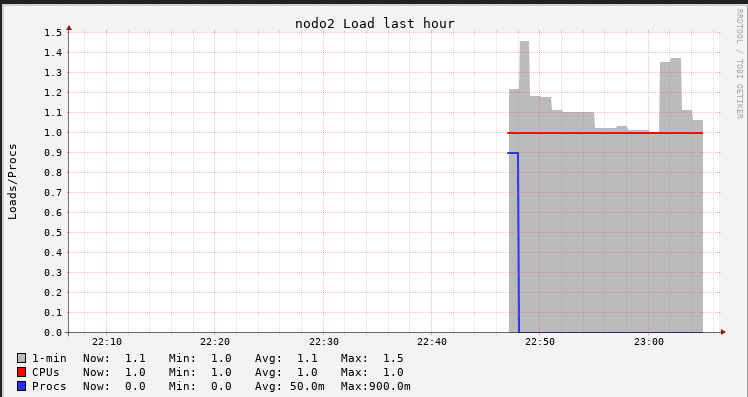 nodo2 Load last hour
RRDTOOL / TOBI OETIKER
Loads/Procs
1.5
1.4
1.3
1.2
1.1
1.0
0.9
0.8
0.7
0.6
0.5
0.4
0.3
0.2
0.1
0.0
22:10 22:20 22:30 22:40 22:50 23:00
1-min Now: 1.1 Min: 1.0 Avg: 1.1 Max: 1.5
CPUs Now: 1.0 Min: 1.0 Avg: 1.0 Max: 1.0
Procs Now: 0.0 Min: 0.0 Avg: 50.0m Max:900.0m